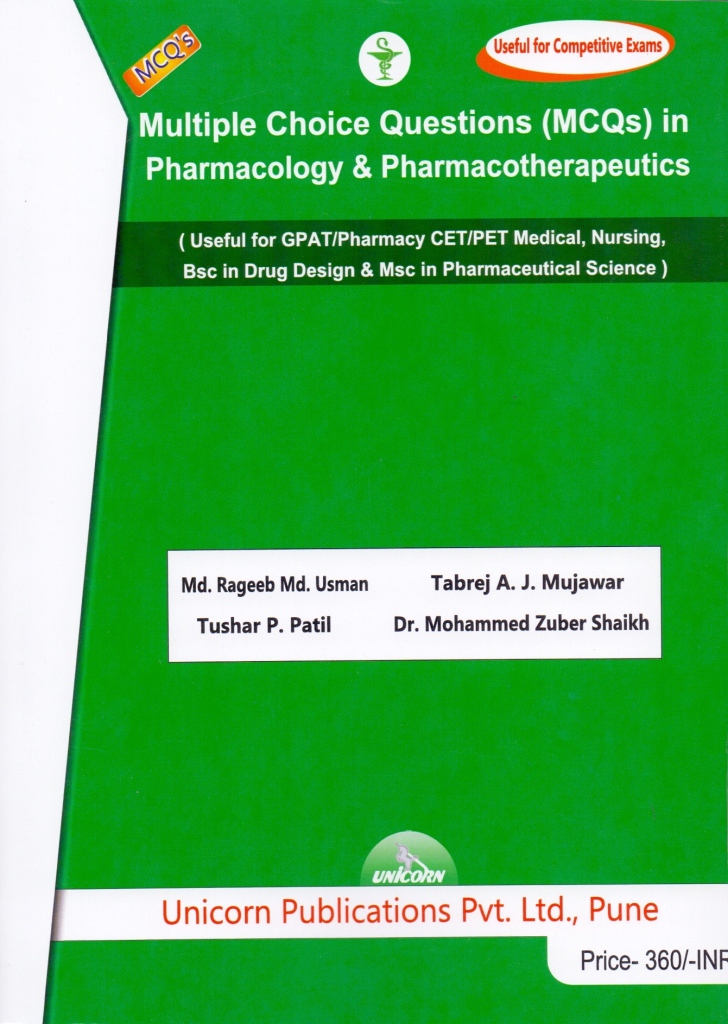 MCQ's
Useful for Competitive Exams
Multiple Choice Questions (MCQs) in
Pharmacology & Pharmacotherapeutics
( Useful for GPAT/Pharmacy CET/PET Medical, Nursing,
Bsc in Drug Design & Msc in Pharmaceutical Science )
Md. Rageeb Md. Usman
Tabrej A. J. Mujawar
Tushar P. Patil
Dr. Mohammed Zuber Shaikh
UNICORN
Unicorn Publications Pvt. Ltd., Pune
Price- 360/-INR